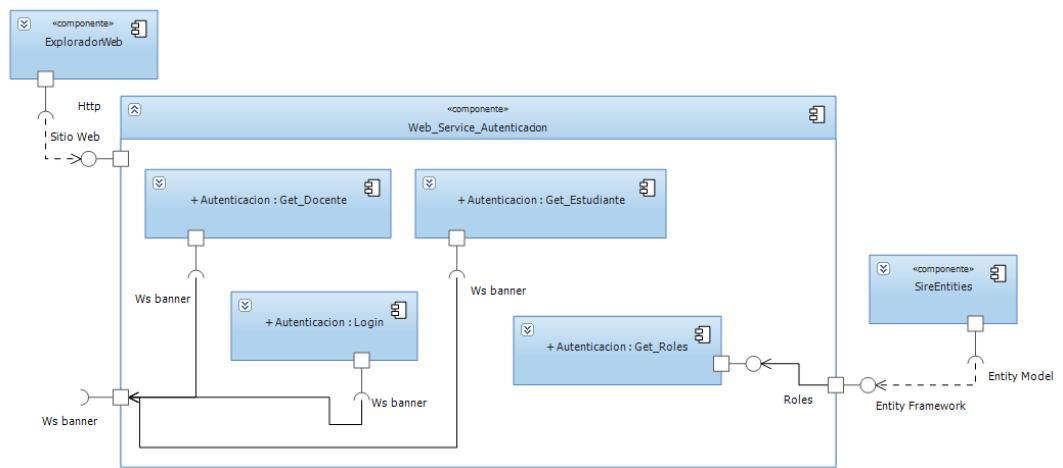 «componente»
ExploradorWeb
Http
Sitio Web
«componente»
Web_Service_Autenticadon
+ Autenticacion : Get_Docente
+ Autenticacion : Get_Estudiante
Ws banner
Ws banner
+ Autenticacion : Login
Ws banner
Ws banner
+ Autenticacion : Get_Roles
Roles
«componente»
SireEntities
Entity Model
Entity Framework